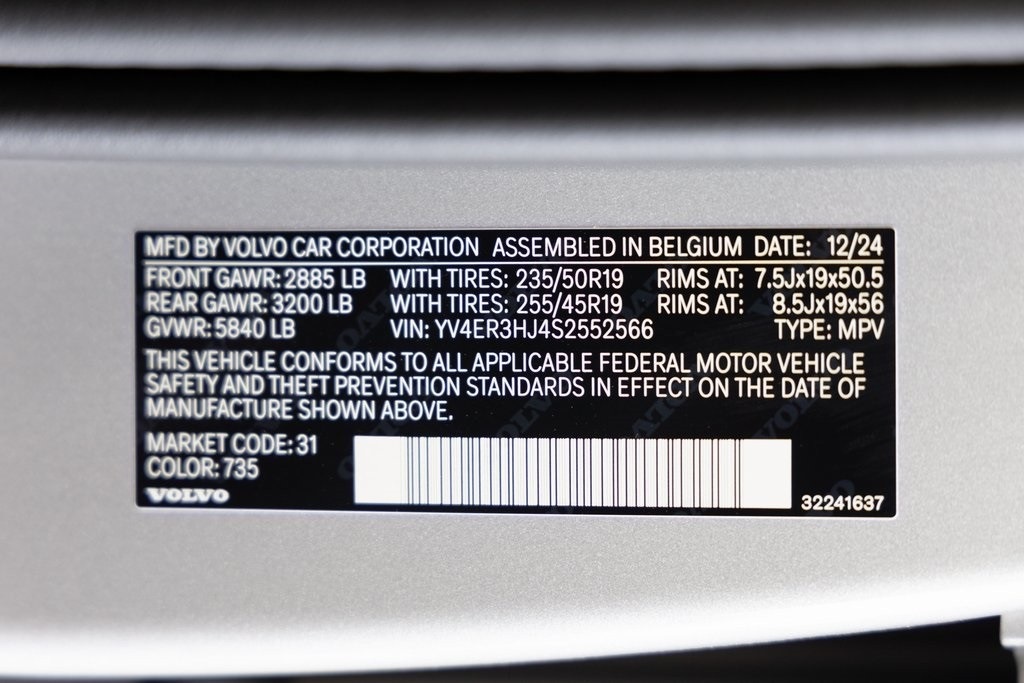 MFD BY VOLVO CAR CORPORATION ASSEMBLED IN BELGIUM DATE: 12/24
FRONT GAWR: 2885 LB WITH TIRES: 235/50R19 RIMS AT: 7.5Jx19x50.5
REAR GAWR: 3200 LB WITH TIRES: 255/45R19 RIMS AT: 8.5Jx19x56
GVWR: 5840 LB VIN: YV4ER3HJ4S2552566 TYPE: MPV
THIS VEHICLE CONFORMS TO ALL APPLICABLE FEDERAL MOTOR VEHICLE
SAFETY AND THEFT PREVENTION STANDARDS IN EFFECT ON THE DATE OF
MANUFACTURE SHOWN ABOVE.
MARKET CODE: 31
COLOR: 735
VOLVO
32241637